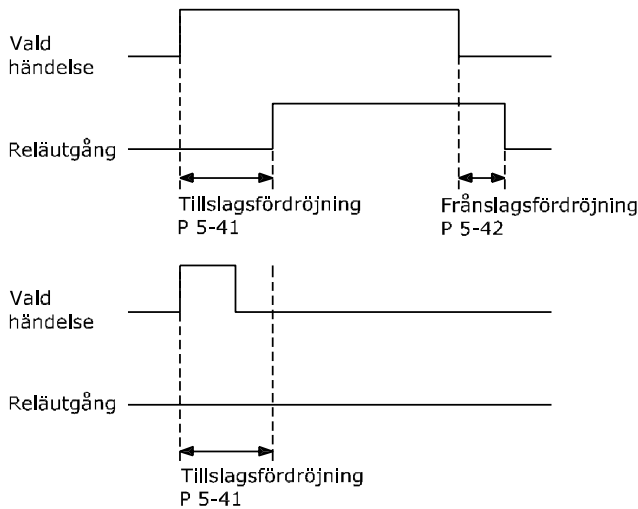 Vald
händelse
Reläutgång
Tillslagsfördröjning
P 5-41
Frånslagsfördröjning
P 5-42
Vald
händelse
Reläutgång
Tillslagsfördröjning
P 5-41